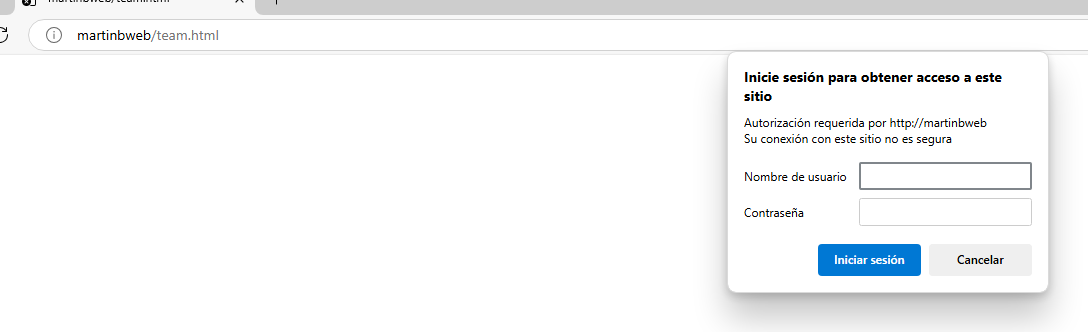 martinbweb/team.html
martinbweb/team.html
Inicie sesión para obtener acceso a este
sitio
Autorización requerida por http://martinbweb
Su conexión con este sitio no es segura
Nombre de usuario
Contraseña
Iniciar sesión
Cancelar